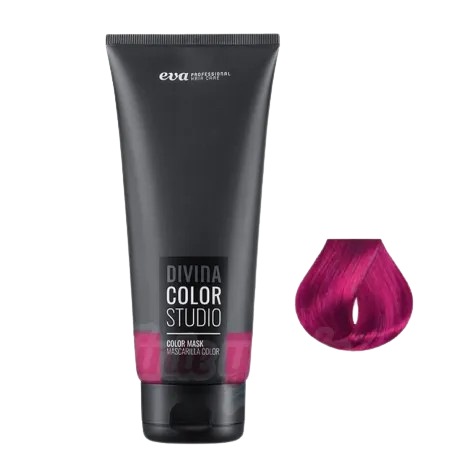 eva PROFESSIONAL
HAIR CARE
DIVINA
COLOR
STUDIO
COLOR MASK
MASCARILLA COLOR